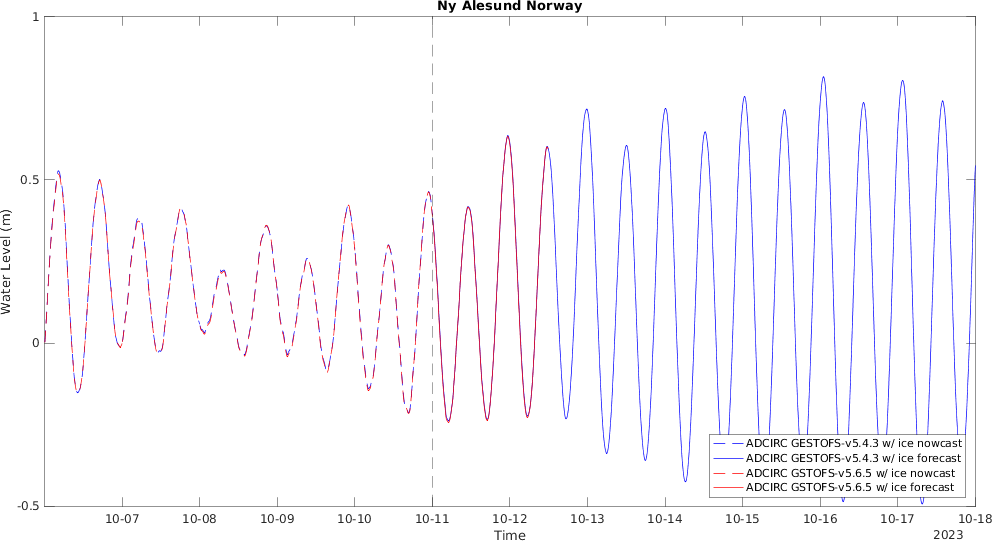 Ny Alesund Norway
1
0.5
0
-0.5
Water Level (m)
10-07 10-08 10-09 10-10 10-11 10-12 10-13 10-14 10-15 10-16 10-17 10-18
Time
2023
ADCIRC GESTOFS-v5.4.3 w/ ice nowcast
ADCIRC GESTOFS-v5.4.3 w/ ice forecast
ADCIRC GSTOFS-v5.6.5 w/ ice nowcast
ADCIRC GSTOFS-v5.6.5 w/ ice forecast